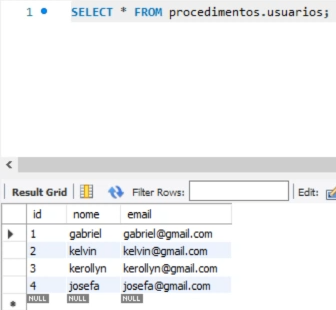 1 SELECT * FROM procedimentos.usuarios;
Result Grid Filter Rows: Edit:
id nome email
1 gabriel gabriel@gmail.com
2 kelvin kelvin@gmail.com
3 kerollyn kerollyn@gmail.com
4 josefa josefa@gmail.com
NULL NULL NULL